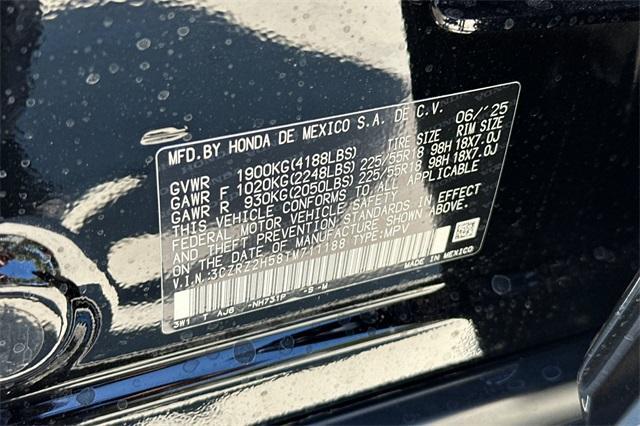 MFD.BY HONDA DE MEXICO S.A. DE C.V. 06/'25
TIRE SIZE RIM SIZE
GVWR 1900KG(4188LBS)
GAWR F 1020KG(2248LBS) 225/55R18 98H 18X7.0J
GAWR R 930KG(2050LBS) 225/55R18 98H 18X7.0J
THIS VEHICLE CONFORMS TO ALL APPLICABLE
FEDERAL MOTOR VEHICLE SAFETY
AND THEFT PREVENTION STANDARDS IN EFFECT
ON THE DATE OF MANUFACTURE SHOWN ABOVE
V.I.N.:3CZRZ2H58TM711188 TYPE:MPV
MADE IN MEXICO
3W1 T AJ6 -NH731P -S -M